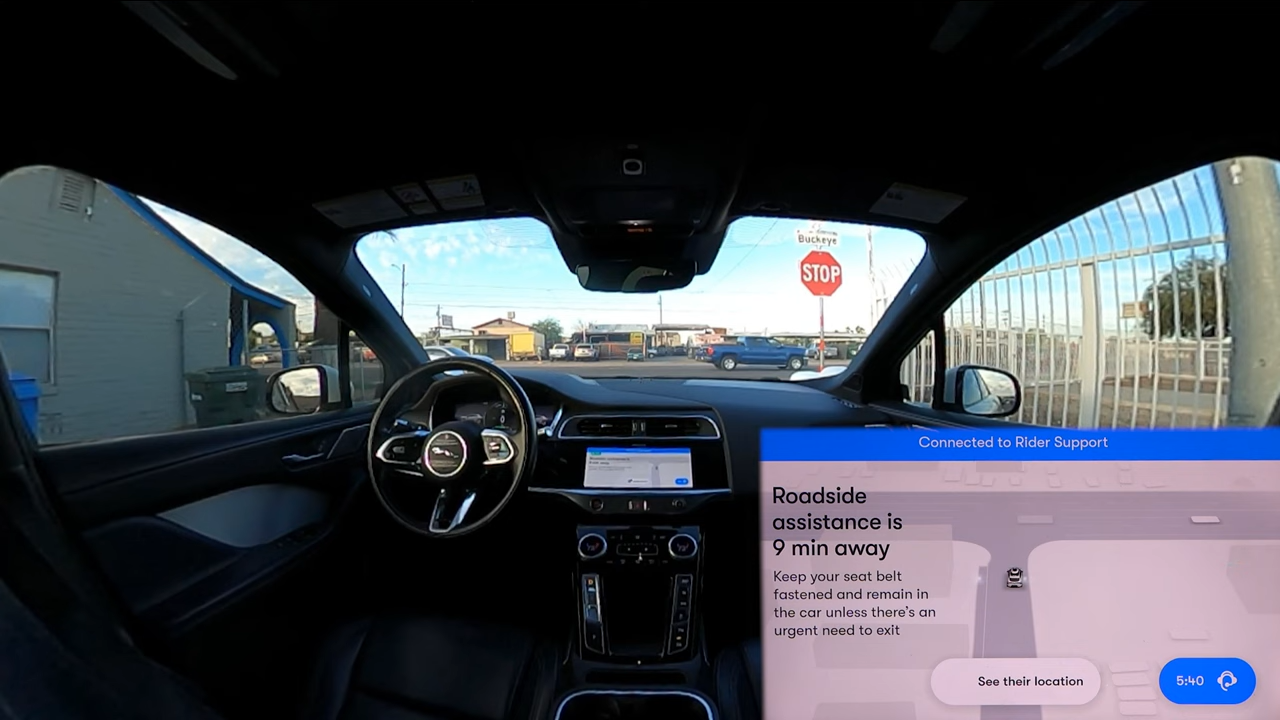 Buckeye
STOP
Connected to Rider Support
Roadside
assistance is
9 min away
Keep your seat belt
fastened and remain in
the car unless there's an
urgent need to exit
See their location
5:40